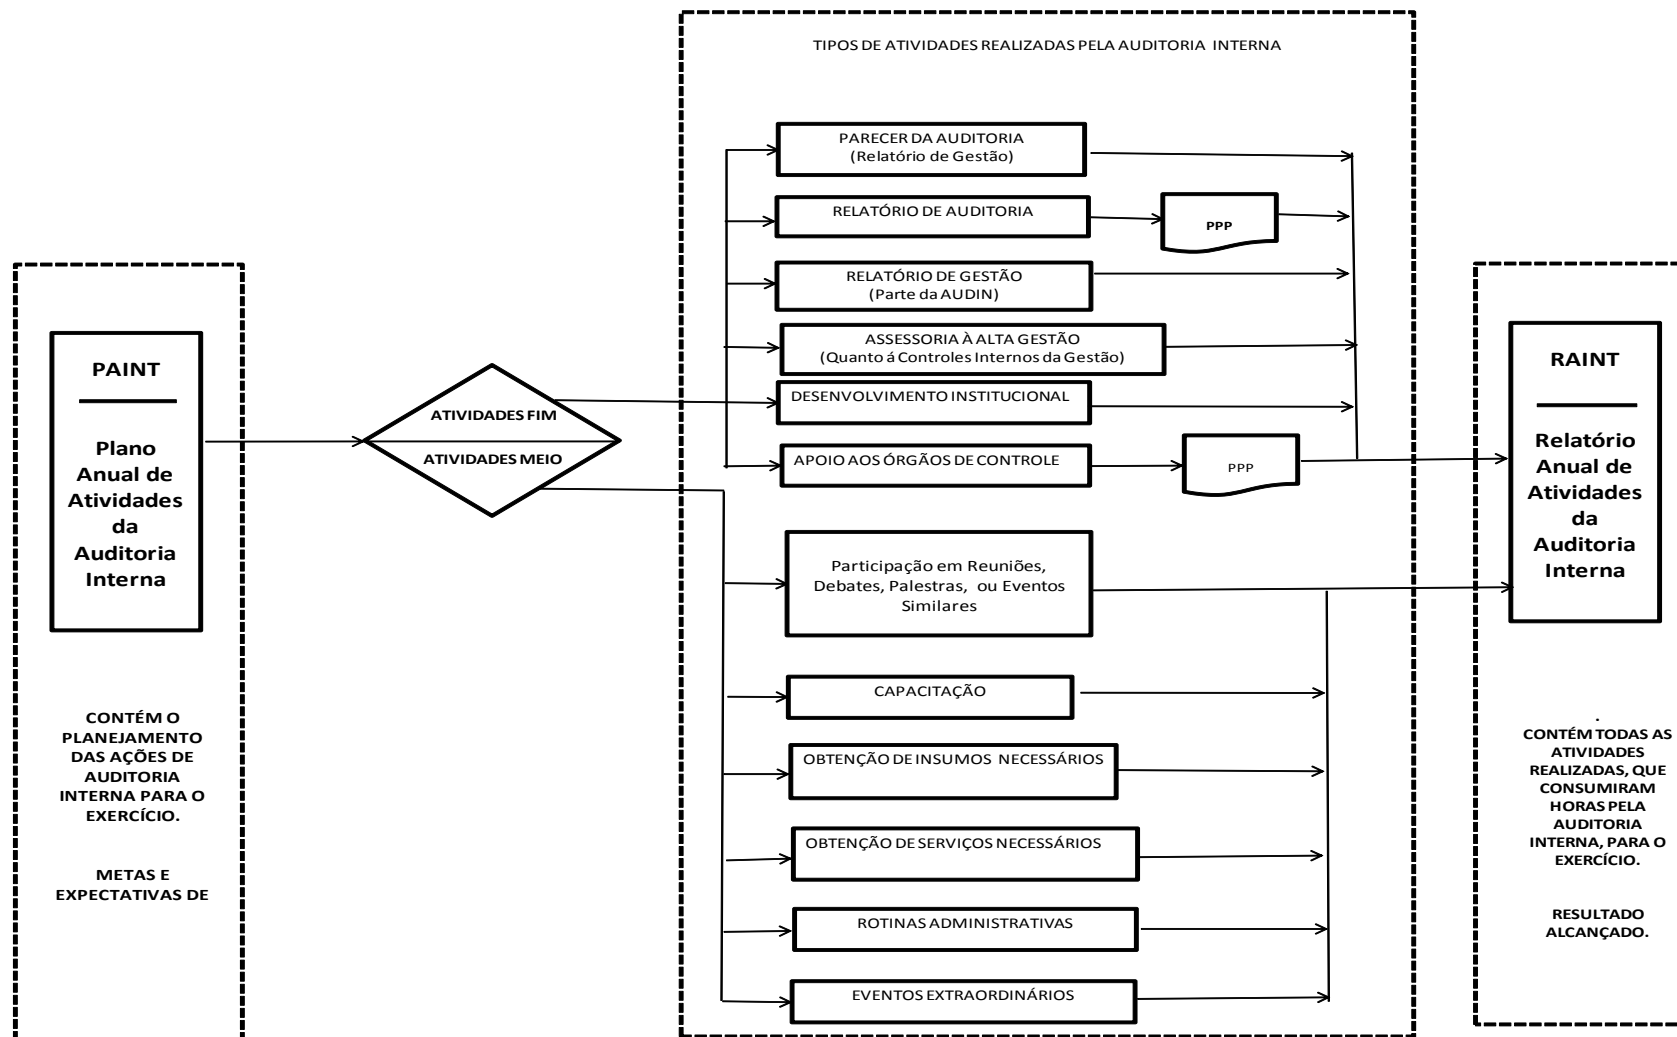 TIPOS DE ATIVIDADES REALIZADAS PELA AUDITORIA INTERNA
PARECER DA AUDITORIA
(Relatório de Gestão)
RELATÓRIO DE AUDITORIA
PPP
RELATÓRIO DE GESTÃO
(Parte da AUDIN)
ASSESSORIA À ALTA GESTÃO
(Quanto á Controles Internos da Gestão)
DESENVOLVIMENTO INSTITUCIONAL
APOIO AOS ÓRGÃOS DE CONTROLE
PPP
Participação em Reuniões,
Debates, Palestras, ou Eventos
Similares
CAPACITAÇÃO
OBTENÇÃO DE INSUMOS NECESSÁRIOS
OBTENÇÃO DE SERVIÇOS NECESSÁRIOS
ROTINAS ADMINISTRATIVAS
EVENTOS EXTRAORDINÁRIOS
PAINT
Plano
Anual de
Atividades
da
Auditoria
Interna
CONTÉM O
PLANEJAMENTO
DAS AÇÕES DE
AUDITORIA
INTERNA PARA O
EXERCÍCIO.
METAS E
EXPECTATIVAS DE
ATIVIDADES FIM
ATIVIDADES MEIO
RAINT
Relatório
Anual de
Atividades
da
Auditoria
Interna
.
CONTÉM TODAS AS
ATIVIDADES
REALIZADAS, QUE
CONSUMIRAM
HORAS PELA
AUDITORIA
INTERNA, PARA O
EXERCÍCIO.
RESULTADO
ALCANÇADO.